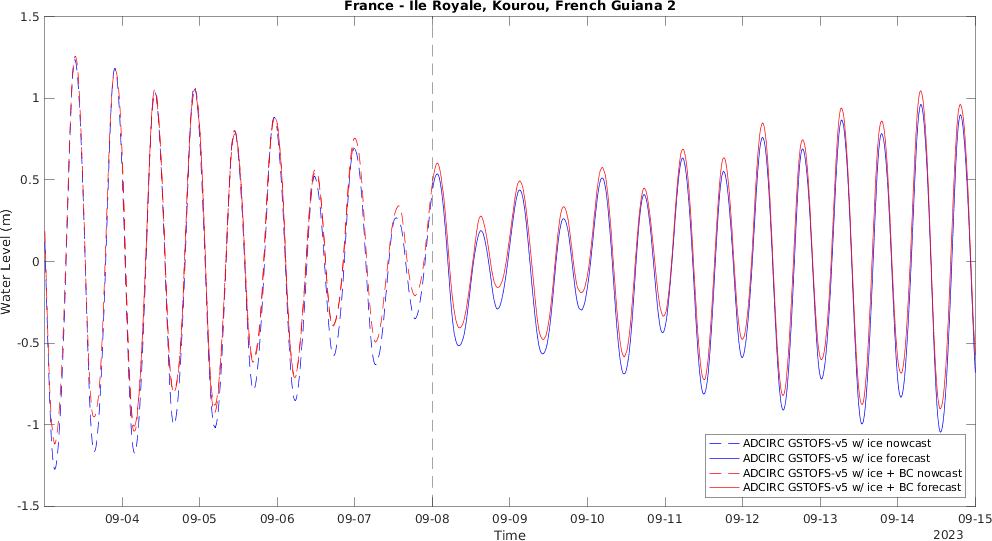 France - Ile Royale, Kourou, French Guiana 2
1.5
1
0.5
0
-0.5
-1
-1.5
Water Level (m)
09-04 09-05 09-06 09-07 09-08 09-09 09-10 09-11 09-12 09-13 09-14 09-15
Time
2023
ADCIRC GSTOFS-v5 w/ ice nowcast
ADCIRC GSTOFS-v5 w/ ice forecast
ADCIRC GSTOFS-v5 w/ ice + BC nowcast
ADCIRC GSTOFS-v5 w/ ice + BC forecast